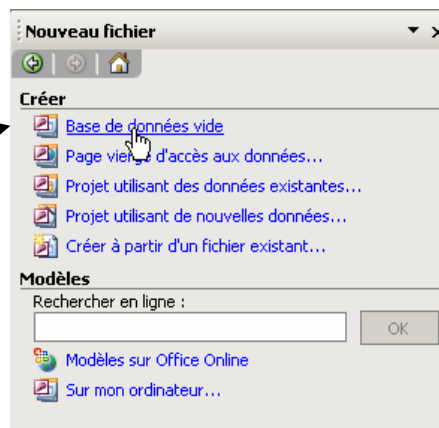 Nouveau fichier
Créer
Base de données vide
Page vierge d'accès aux données...
Projet utilisant des données existantes...
Projet utilisant de nouvelles données...
Créer à partir d'un fichier existant...
Modèles
Rechercher en ligne :
OK
Modèles sur Office Online
Sur mon ordinateur...